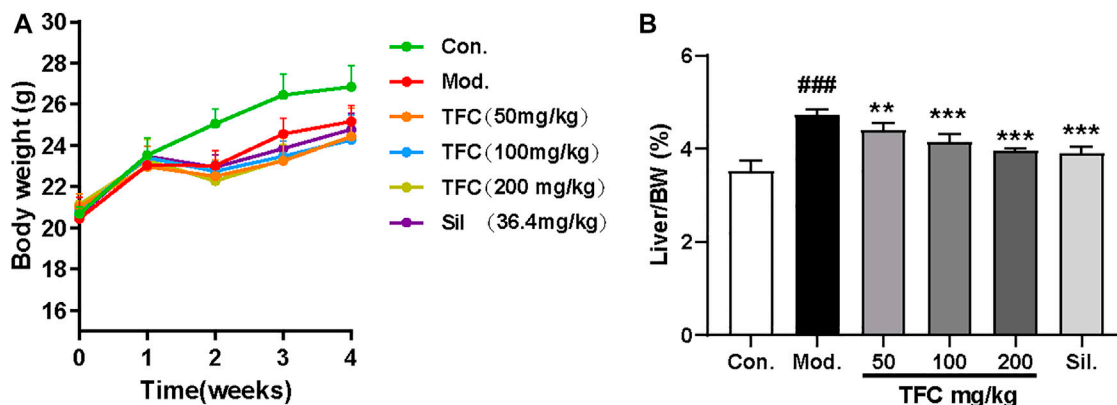 A
Body weight (g)
30
28
26
24
22
20
18
16
0 1 2 3 4
Time(weeks)
Con.
Mod.
TFC(50mg/kg)
TFC(100mg/kg)
TFC(200 mg/kg)
Sil (36.4mg/kg)
B
Liver/BW (%)
6
4
2
0
###
**
***
***
***
Con. Mod. 50 100 200 Sil.
TFC mg/kg